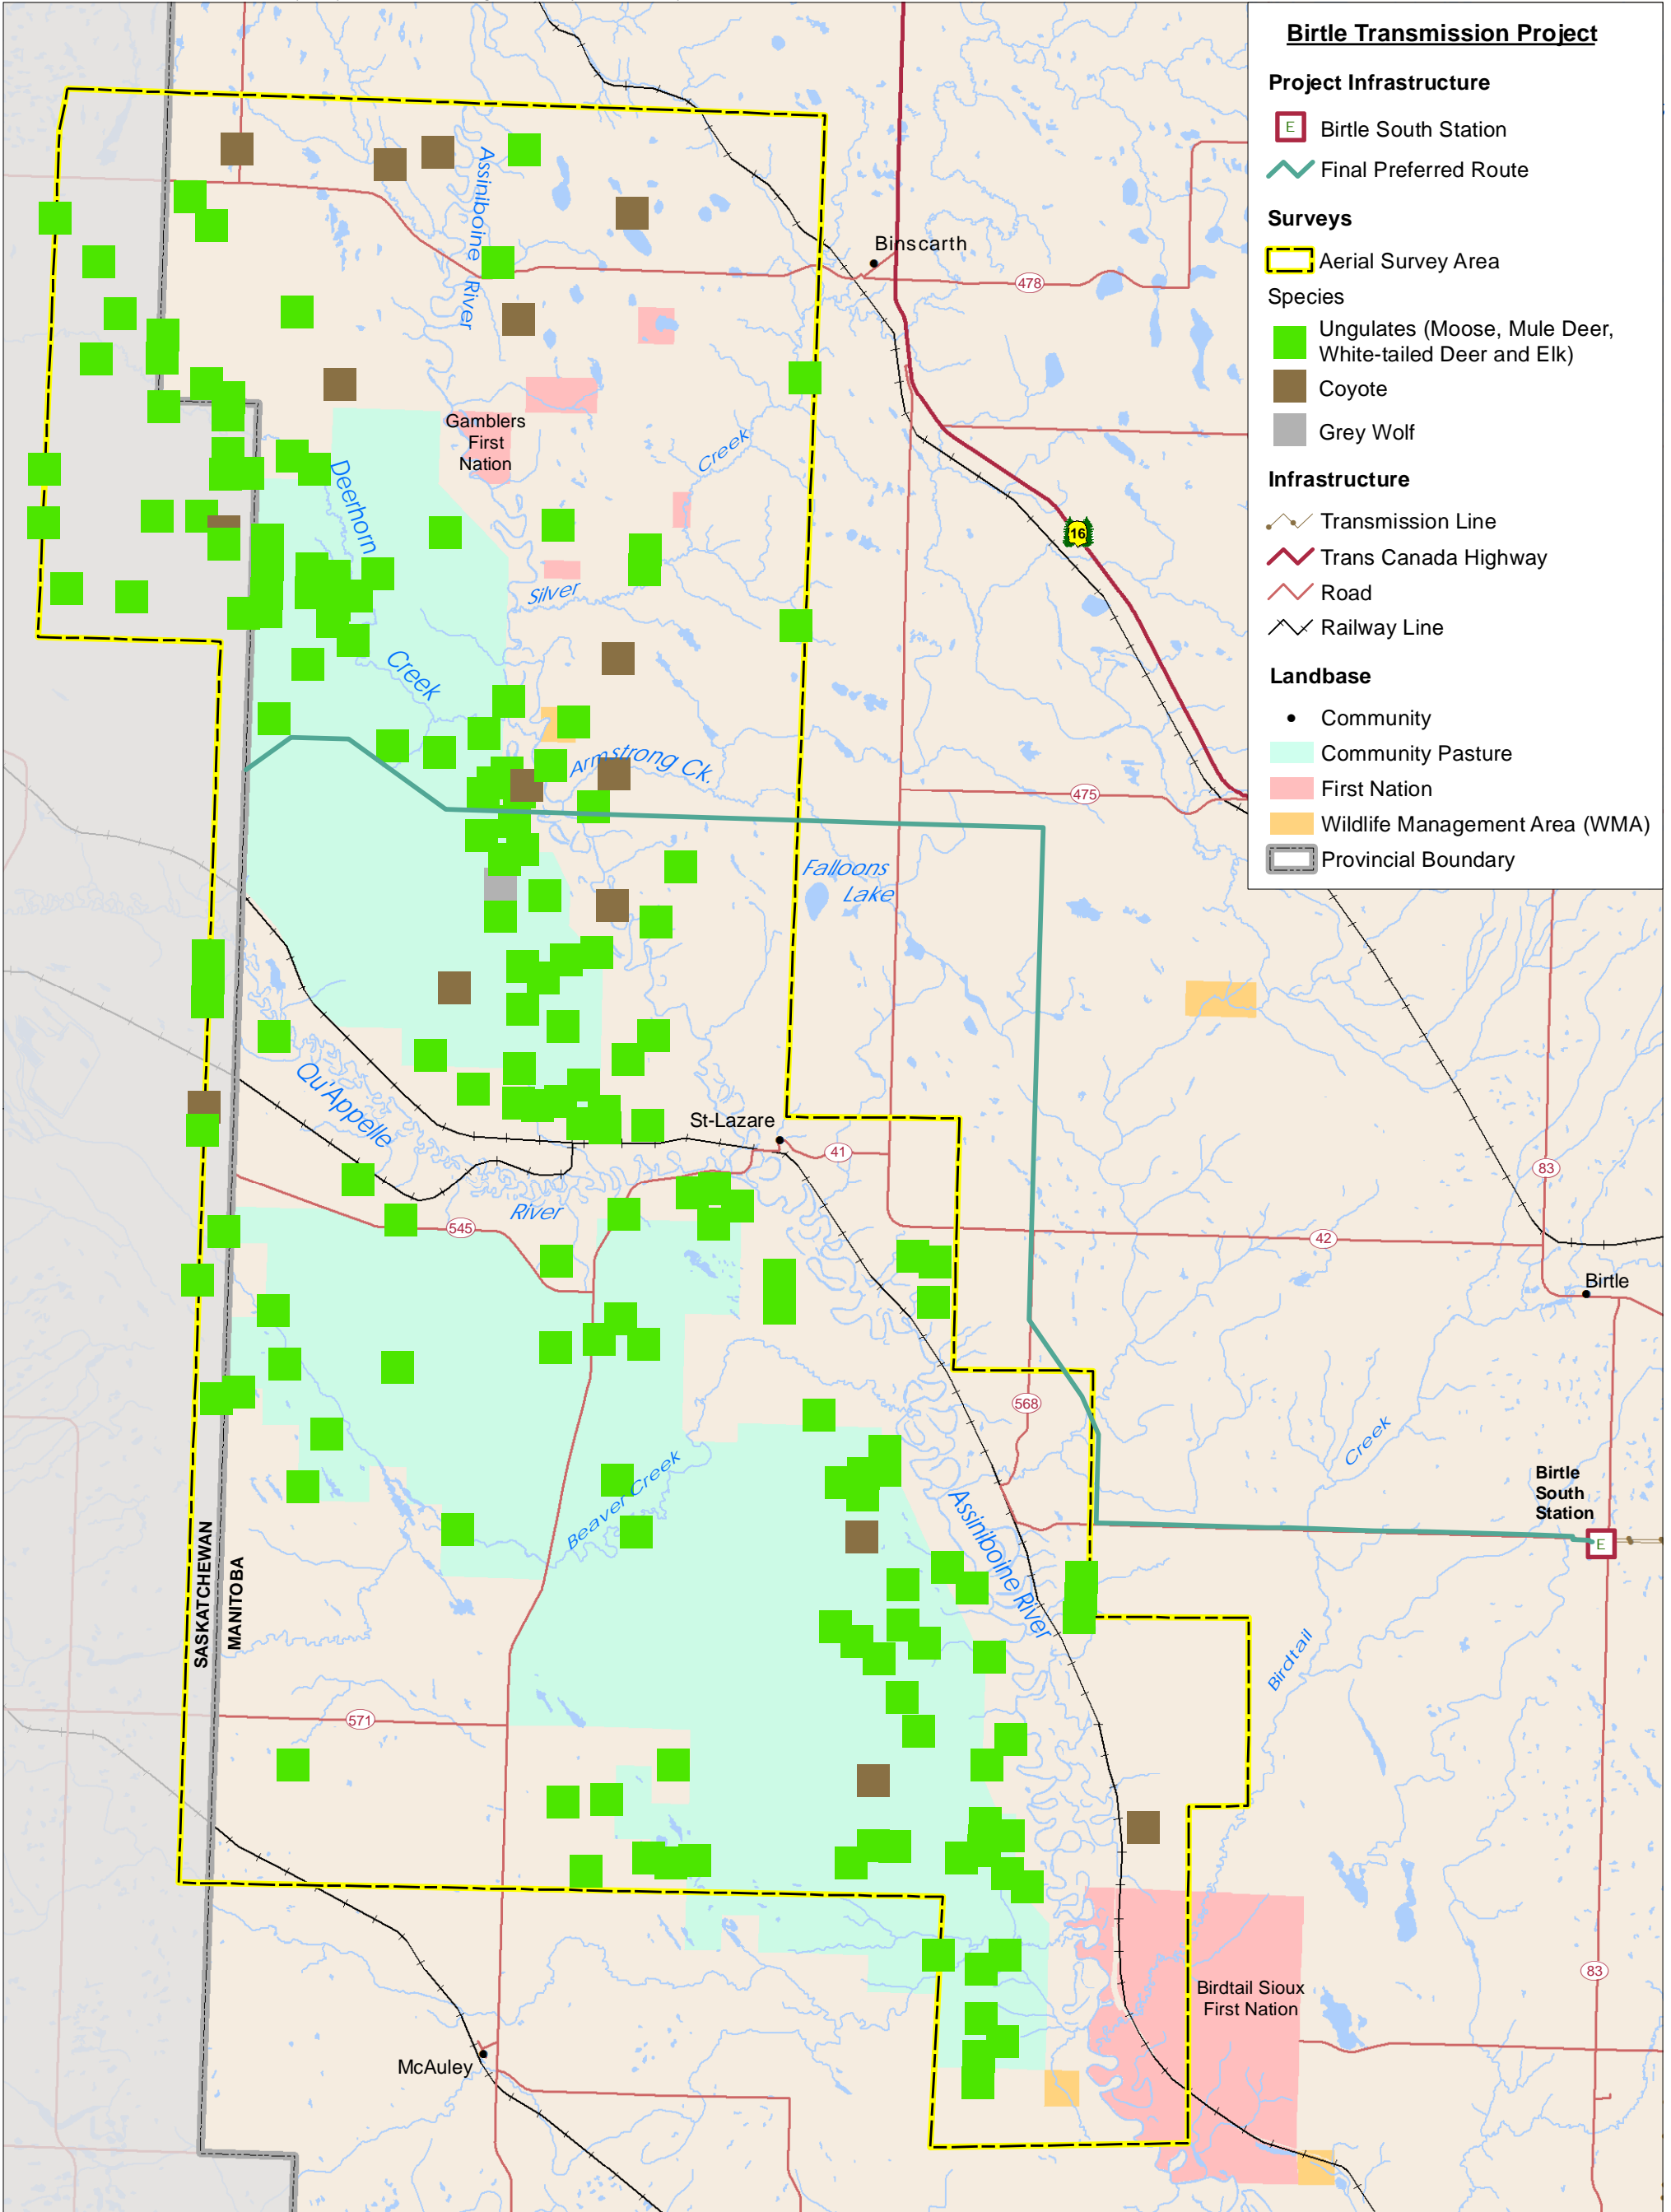 Birtle Transmission Project
Project Infrastructure
E
Birtle South Station
Final Preferred Route
Surveys
Aerial Survey Area
Species
Ungulates (Moose, Mule Deer,
White-tailed Deer and Elk)
Coyote
Grey Wolf
Infrastructure
Transmission Line
Trans Canada Highway
Road
Railway Line
Landbase
Community
Community Pasture
First Nation
Wildlife Management Area (WMA)
Provincial Boundary
Assiniboine River
Binscarth
478
Gamblers
First
Nation
Creek
Deerhorn
16
Silver
Creek
Armstrong Ck.
475
Falloons
Lake
Qu'Appelle
St-Lazare
41
83
River
545
42
Birtle
568
Creek
Beaver Creek
Birtle
South
Station
Assiniboine River
E
SASKATCHEWAN
MANITOBA
Birdtail
571
83
Birdtail Sioux
First Nation
McAuley